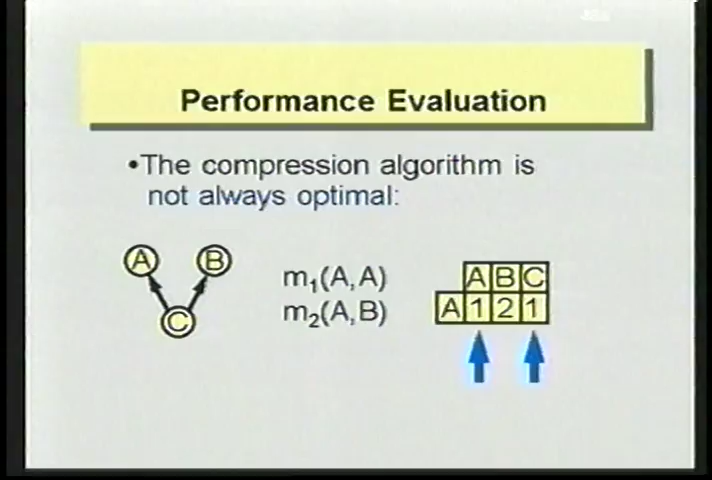 Performance Evaluation
•The compression algorithm is
not always optimal:
A B
C
m₁(A,A)
m₂(A,B)
A B C
A 1 2 1